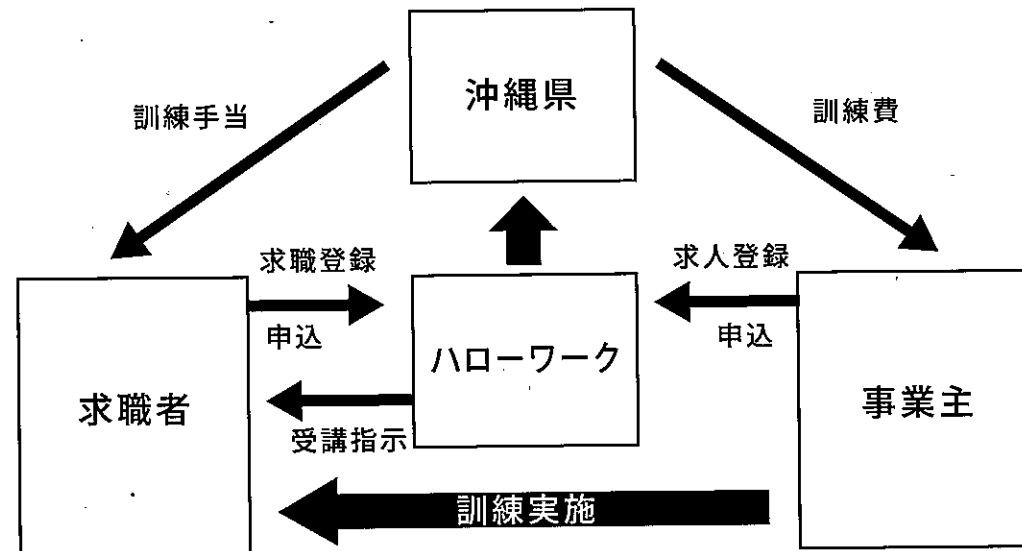 沖縄県
訓練手当
訓練費
求職登録
申込
求人登録
申込
ハローワーク
求職者
事業主
受講指示
訓練実施